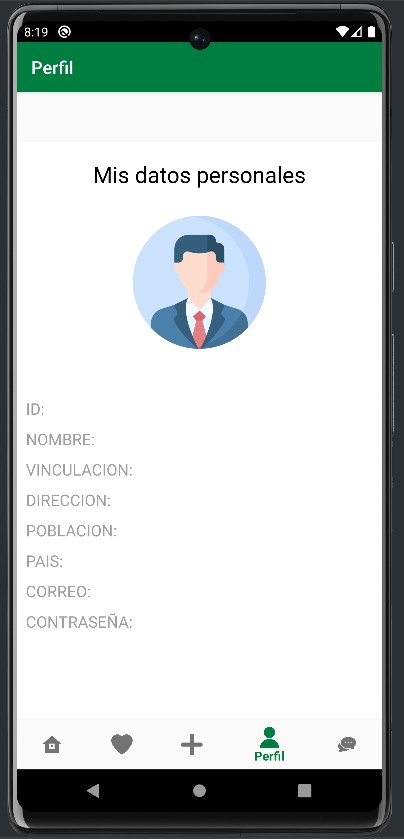 8:19
Perfil
Mis datos personales
ID:
NOMBRE:
VINCULACION:
DIRECCION:
POBLACION:
PAIS:
CORREO:
CONTRASEÑA:
Perfil